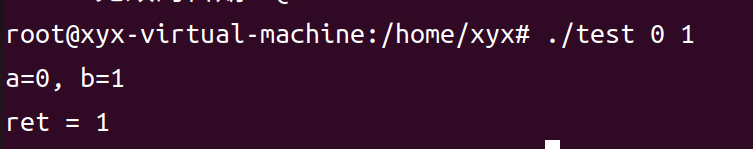 root@xyx-virtual-machine:/home/xyx# ./test 0 1
a=0, b=1
ret = 1